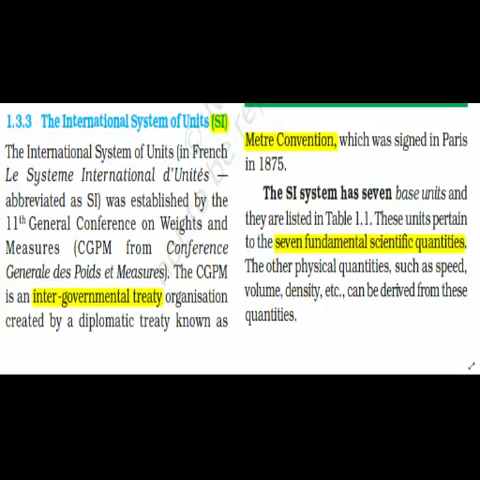 1.3.3 The International System of Units (SI)
The International System of Units (in French
Le Systeme International d'Unités —
abbreviated as SI) was established by the
11th General Conference on Weights and
Measures (CGPM from Conference
Generale des Poids et Measures). The CGPM
is an inter-governmental treaty organisation
created by a diplomatic treaty known as
Metre Convention, which was signed in Paris
in 1875.
The SI system has seven base units and
they are listed in Table 1.1. These units pertain
to the seven fundamental scientific quantities.
The other physical quantities, such as speed,
volume, density, etc., can be derived from these
quantities.